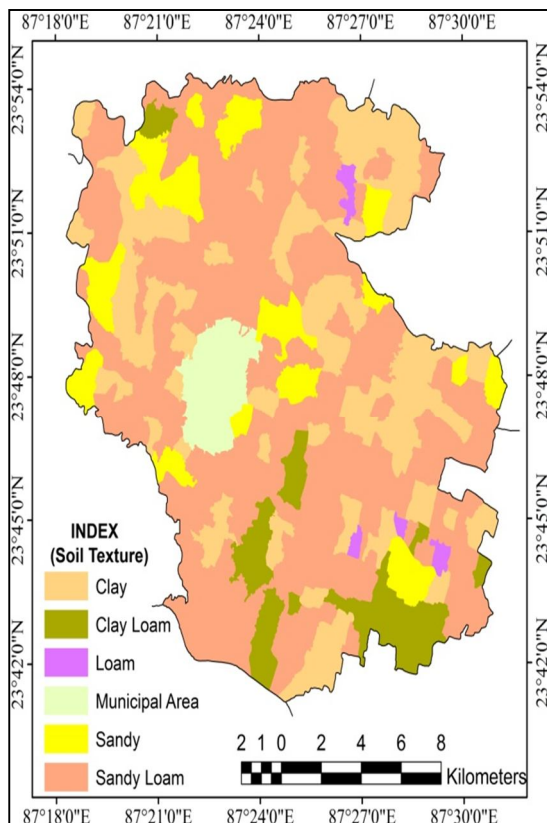 87°18'0"E 87°21'0"E 87°24'0"E 87°27'0"E 87°30'0"E
23°54'0"N 23°54'0"N
23°51'0"N 23°51'0"N
23°48'0"N 23°48'0"N
23°45'0"N 23°45'0"N
23°42'0"N 23°42'0"N
INDEX
(Soil Texture)
Clay
Clay Loam
Loam
Municipal Area
Sandy
Sandy Loam
2 1 0 2 4 6 8
Kilometers
87°18'0"E 87°21'0"E 87°24'0"E 87°27'0"E 87°30'0"E